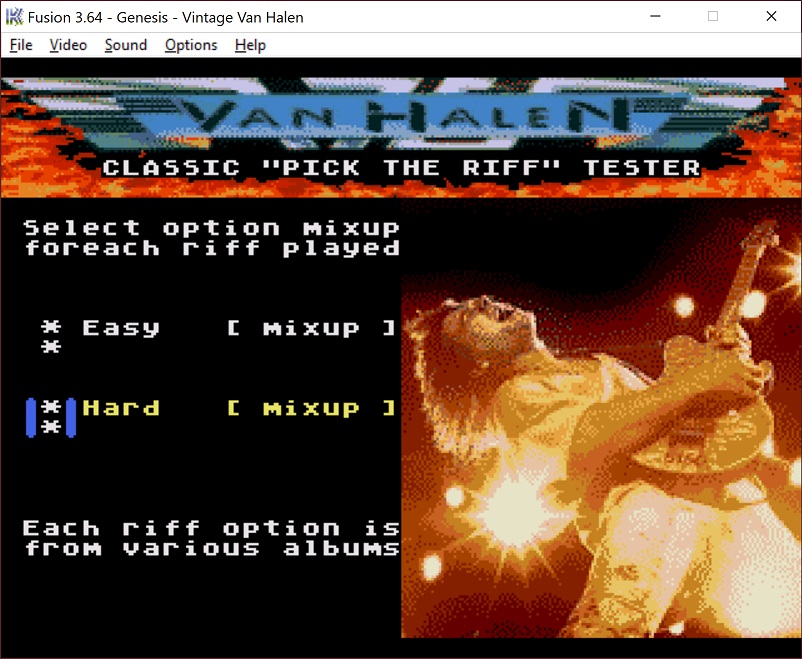 Fusion 3.64 - Genesis - Vintage Van Halen
File Video Sound Options Help
VAN HALEN
CLASSIC "PICK THE RIFF" TESTER
Select option mixup
foreach riff played
* Easy [ mixup ]
*
* Hard [ mixup ]
*
Each riff option is
from various albums